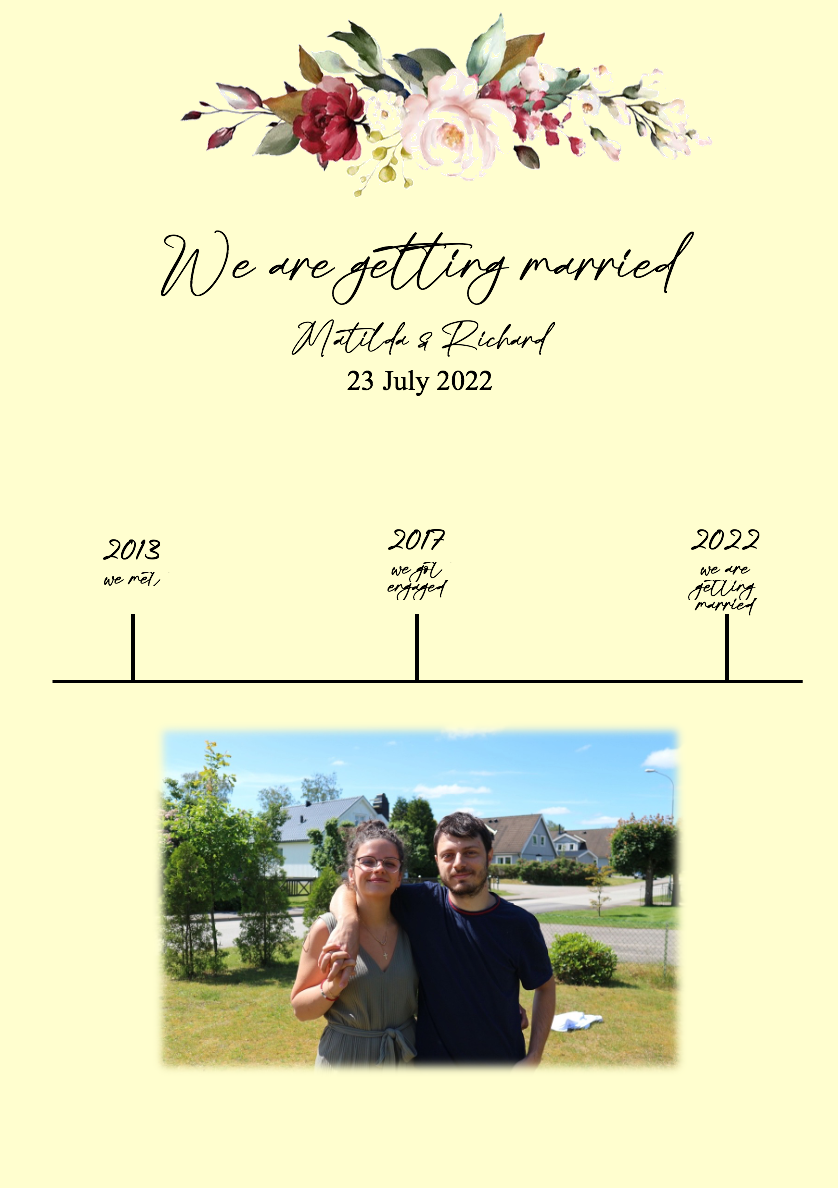 We are getting married
Matilda & Richard
23 July 2022
2013
we met,
2017
we got
engaged
2022
we are
getting
married